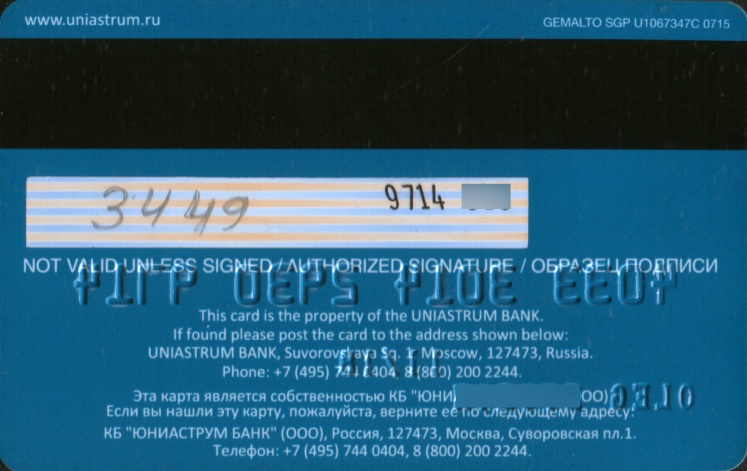 www.uniastrum.ru
GEMALTO SGP U1067347C 0715
3449
9714
NOT VALID UNLESS SIGNED / AUTHORIZED SIGNATURE / ОБРАЗЕЦ ПОДПИСИ
This card is the property of the UNIASTRUM BANK.
If found please post the card to the address shown below:
UNIASTRUM BANK, Suvorovskaya Sq. 1, Moscow, 127473, Russia.
Phone: +7 (495) 744 0404, 8 (800) 200 2244.
Эта карта является собственностью КБ "ЮНИ ОО)
Если вы нашли эту карту, пожалуйста, верните ее по следующему адресу:
КБ "ЮНИАСТРУМ БАНК" (ООО), Россия, 127473, Москва, Суворовская пл.1.
Телефон: +7 (495) 744 0404, 8 (800) 200 2244.